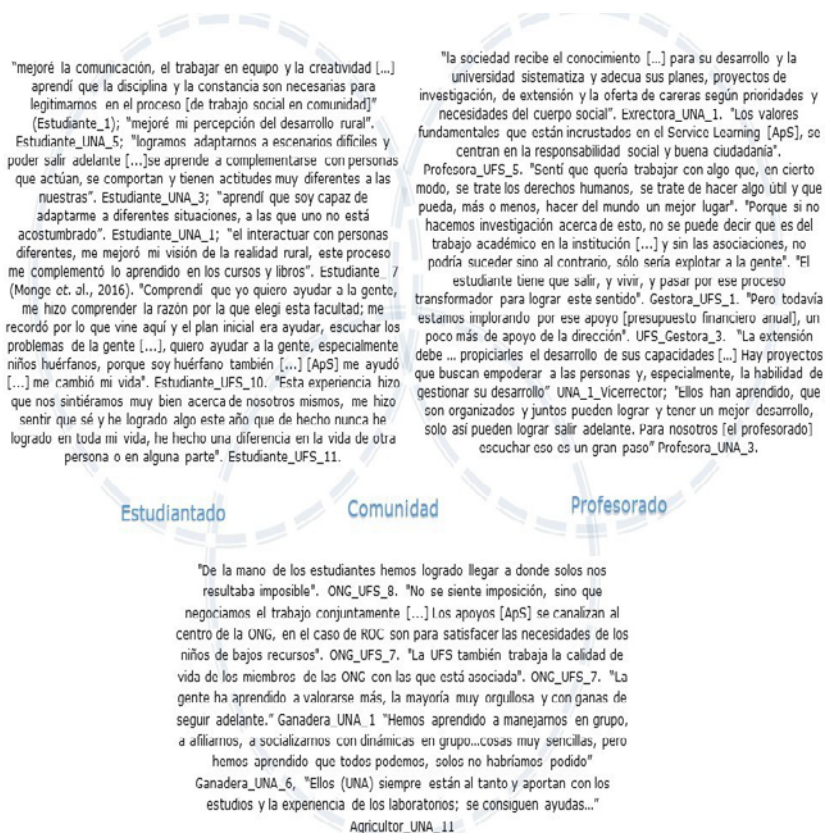 “mejoré la comunicación, el trabajar en equipo y la creatividad [...]
aprendí que la disciplina y la constancia son necesarias para
legitimarnos en el proceso [de trabajo social en comunidad]”
(Estudiante_1); “mejoré mi percepción del desarrollo rural”.
Estudiante_UNA_5; “logramos adaptarnos a escenarios difíciles y
poder salir adelante [...]se aprende a complementarse con personas
que actúan, se comportan y tienen actitudes muy diferentes a las
nuestras”. Estudiante_UNA_3; “aprendí que soy capaz de
adaptarme a diferentes situaciones, a las que uno no está
acostumbrado”. Estudiante_UNA_1; “el interactuar con personas
diferentes, me mejoró mi visión de la realidad rural, este proceso
me complementó lo aprendido en los cursos y libros”. Estudiante_ 7
(Monge et. al., 2016). "Comprendí que yo quiero ayudar a la gente,
me hizo comprender la razón por la que elegí esta facultad; me
recordó por lo que vine aquí y el plan inicial era ayudar, escuchar los
problemas de la gente [...], quiero ayudar a la gente, especialmente
niños huérfanos, porque soy huérfano también [...] [ApS] me ayudó
[...] me cambió mi vida". Estudiante_UFS_10. "Esta experiencia hizo
que nos sintiéramos muy bien acerca de nosotros mismos, me hizo
sentir que sé y he logrado algo este año que de hecho nunca he
logrado en toda mi vida, he hecho una diferencia en la vida de otra
persona o en alguna parte". Estudiante_UFS_11.
“la sociedad recibe el conocimiento [...] para su desarrollo y la
universidad sistematiza y adecua sus planes, proyectos de
investigación, de extensión y la oferta de careras según prioridades y
necesidades del cuerpo social”. Exrectora_UNA_1. "Los valores
fundamentales que están incrustados en el Service Learning [ApS], se
centran en la responsabilidad social y buena ciudadanía".
Profesora_UFS_5. "Sentí que quería trabajar con algo que, en cierto
modo, se trate los derechos humanos, se trate de hacer algo útil y que
pueda, más o menos, hacer del mundo un mejor lugar". "Porque si no
hacemos investigación acerca de esto, no se puede decir que es del
trabajo académico en la institución [...] y sin las asociaciones, no
podría suceder sino al contrario, sólo sería explotar a la gente". "El
estudiante tiene que salir, y vivir, y pasar por ese proceso
transformador para lograr este sentido". Gestora_UFS_1. "Pero todavía
estamos implorando por ese apoyo [presupuesto financiero anual], un
poco más de apoyo de la dirección". UFS_Gestora_3. “La extensión
debe ... propiciarles el desarrollo de sus capacidades [...] Hay proyectos
que buscan empoderar a las personas y, especialmente, la habilidad de
gestionar su desarrollo” UNA_1_Vicerrector; "Ellos han aprendido, que
son organizados y juntos pueden lograr y tener un mejor desarrollo,
solo así pueden lograr salir adelante. Para nosotros [el profesorado]
escuchar eso es un gran paso” Profesora_UNA_3.
Estudiantado
Comunidad
Profesorado
"De la mano de los estudiantes hemos logrado llegar a donde solos nos
resultaba imposible". ONG_UFS_8. "No se siente imposición, sino que
negociamos el trabajo conjuntamente [...] Los apoyos [ApS] se canalizan al
centro de la ONG, en el caso de ROC son para satisfacer las necesidades de los
niños de bajos recursos". ONG_UFS_7. "La UFS también trabaja la calidad de
vida de los miembros de las ONG con las que está asociada". ONG_UFS_7. "La
gente ha aprendido a valorarse más, la mayoría muy orgullosa y con ganas de
seguir adelante.” Ganadera_UNA_1 “Hemos aprendido a manejarnos en grupo,
a afiliarnos, a socializarnos con dinámicas en grupo...cosas muy sencillas, pero
hemos aprendido que todos podemos, solos no habríamos podido”
Ganadera_UNA_6, “Ellos (UNA) siempre están al tanto y aportan con los
estudios y la experiencia de los laboratorios; se consiguen ayudas...”
Agricultor_UNA_11